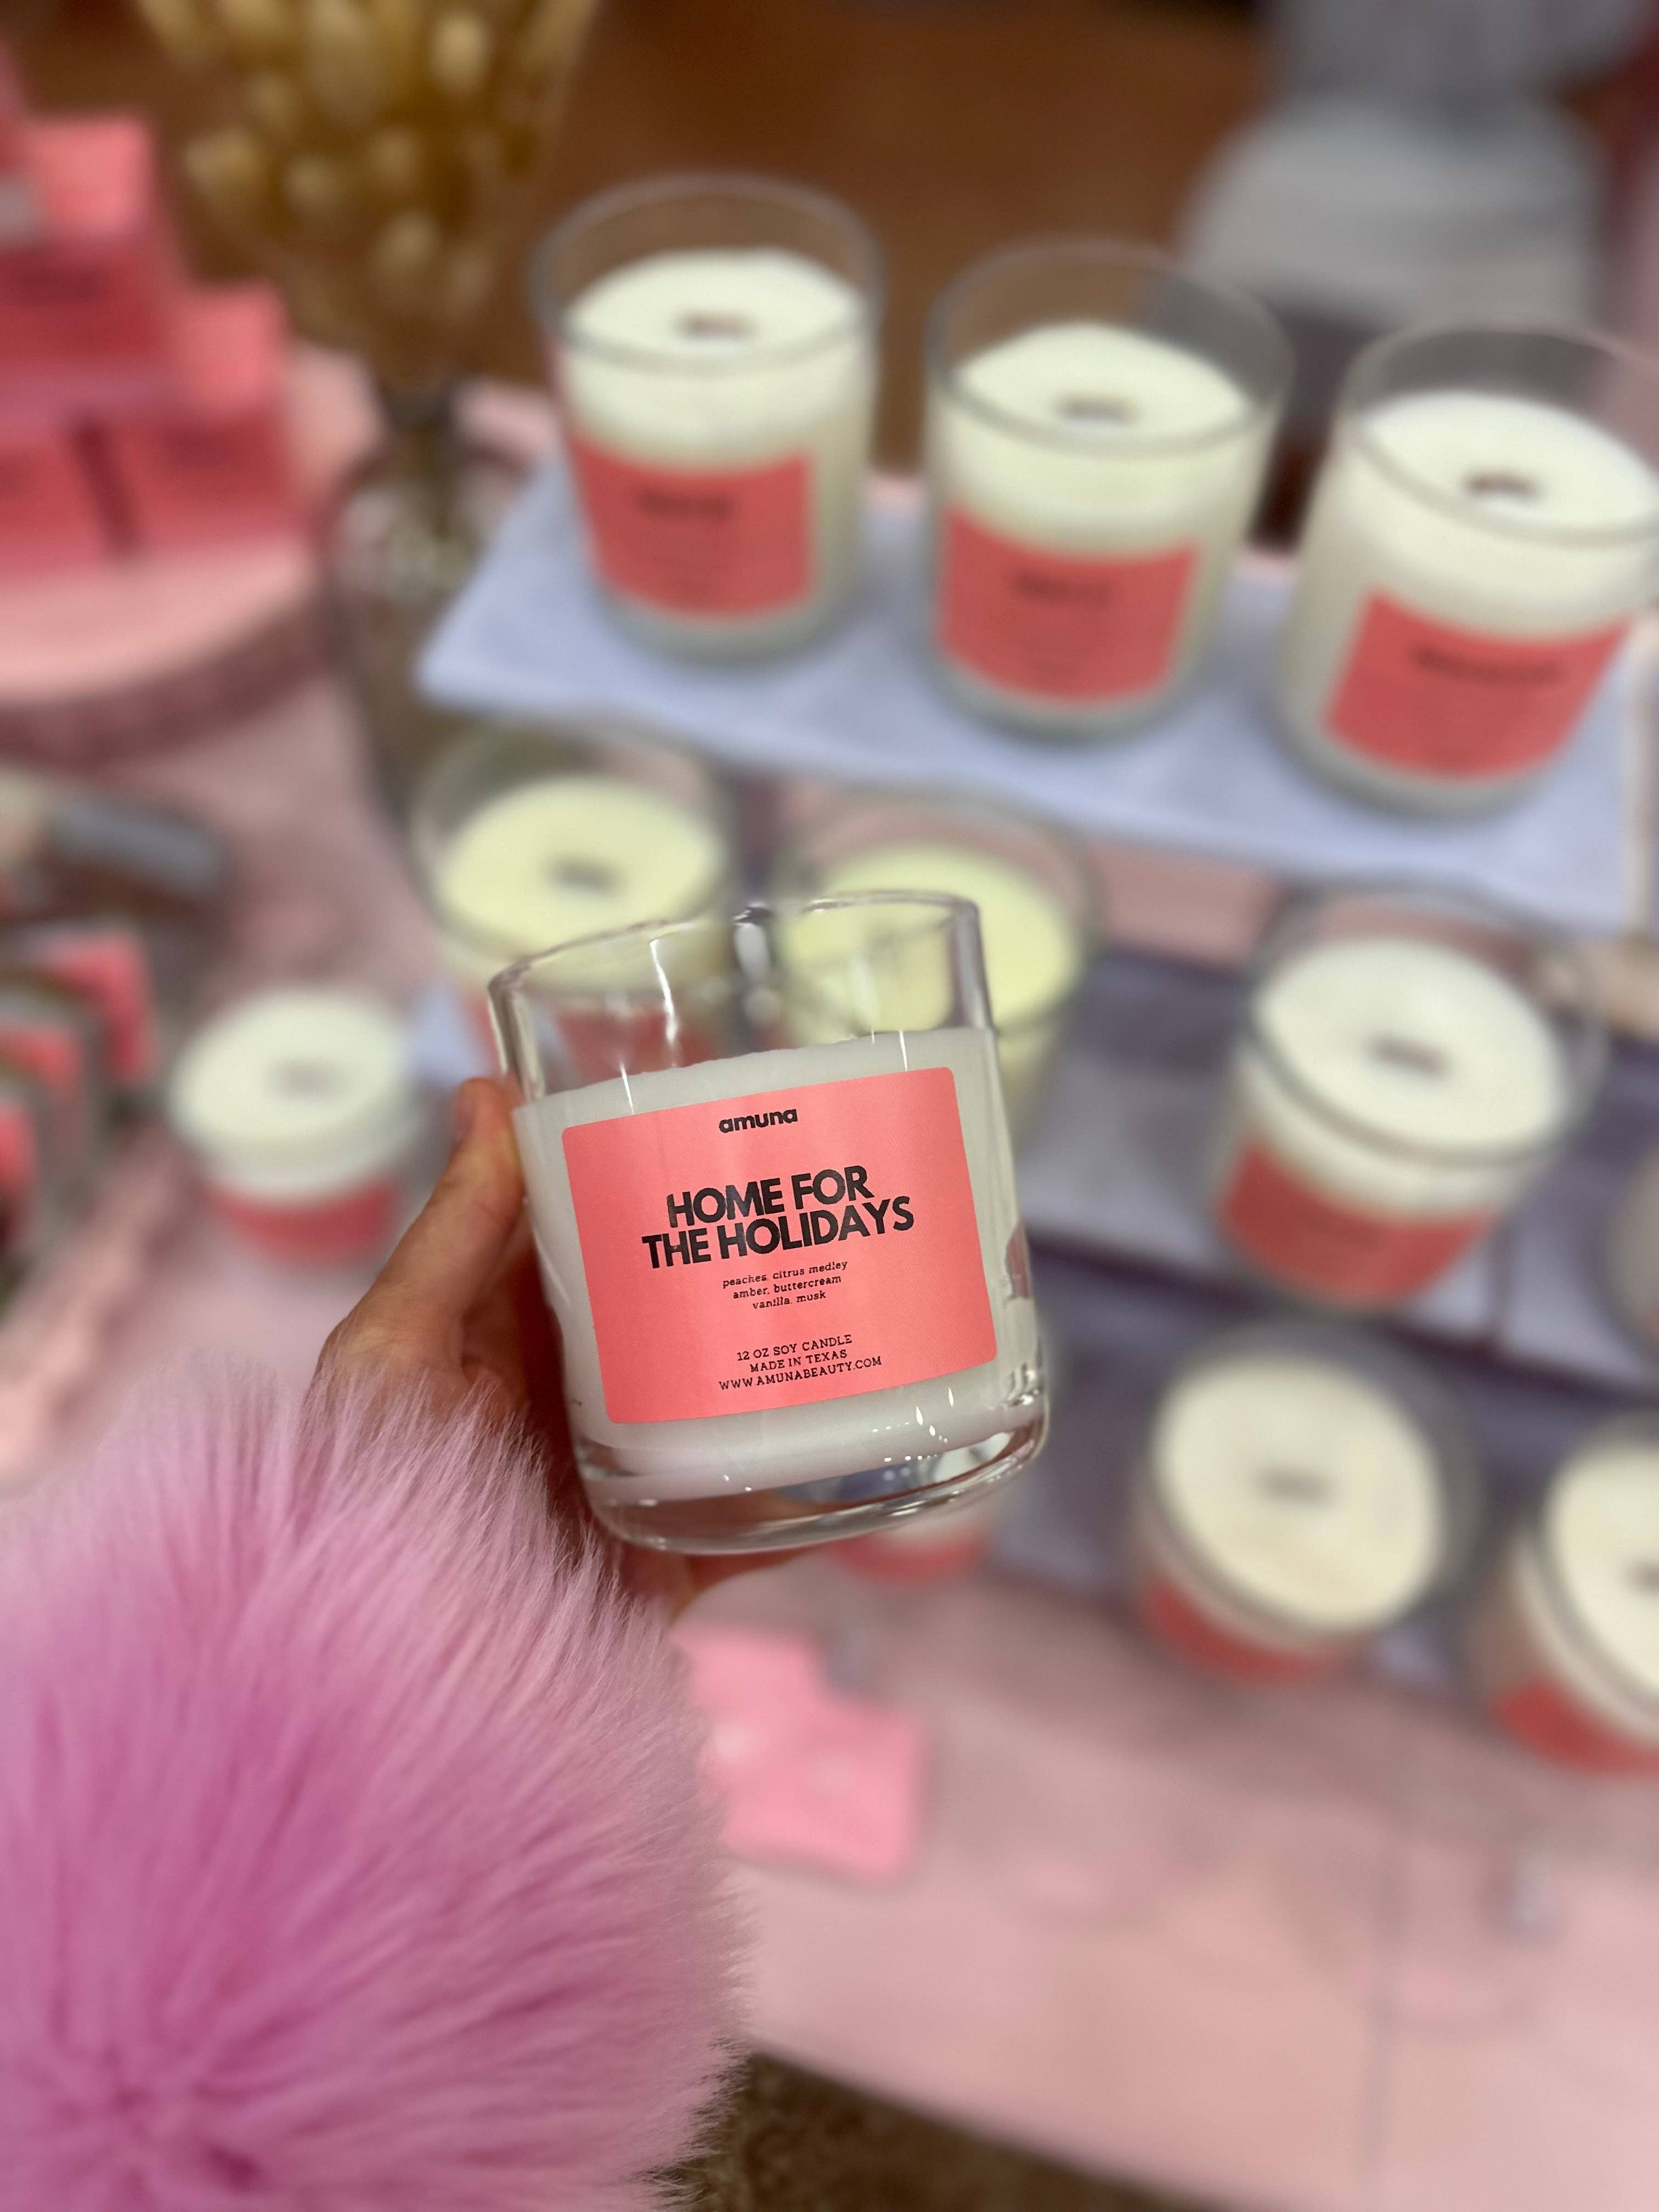 amuna
HOME FOR
THE HOLIDAYS
peaches, citrus medley
amber, buttercream
vanilla, musk
12 OZ SOY CANDLE
MADE IN TEXAS
WWW.AMUNABEAUTY.COM